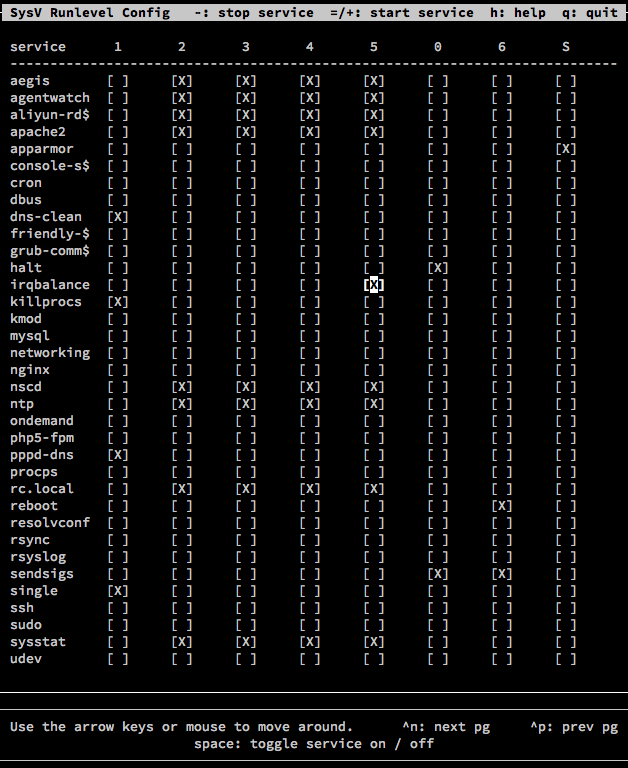 SysV Runlevel Config   -: stop service  =/+: start service  h: help  q: quit
service      1       2       3       4       5       0       6       S
----------------------------------------------------------------------------
aegis       [ ]     [X]     [X]     [X]     [X]     [ ]     [ ]     [ ]
agentwatch  [ ]     [X]     [X]     [X]     [X]     [ ]     [ ]     [ ]
aliyun-rd$  [ ]     [X]     [X]     [X]     [X]     [ ]     [ ]     [ ]
apache2     [ ]     [X]     [X]     [X]     [X]     [ ]     [ ]     [ ]
apparmor    [ ]     [ ]     [ ]     [ ]     [ ]     [ ]     [ ]     [X]
console-s$  [ ]     [ ]     [ ]     [ ]     [ ]     [ ]     [ ]     [ ]
cron        [ ]     [ ]     [ ]     [ ]     [ ]     [ ]     [ ]     [ ]
dbus        [ ]     [ ]     [ ]     [ ]     [ ]     [ ]     [ ]     [ ]
dns-clean   [X]     [ ]     [ ]     [ ]     [ ]     [ ]     [ ]     [ ]
friendly-$  [ ]     [ ]     [ ]     [ ]     [ ]     [ ]     [ ]     [ ]
grub-comm$  [ ]     [ ]     [ ]     [ ]     [ ]     [ ]     [ ]     [ ]
halt        [ ]     [ ]     [ ]     [ ]     [ ]     [X]     [ ]     [ ]
irqbalance  [ ]     [ ]     [ ]     [ ]     [X]     [ ]     [ ]     [ ]
killprocs   [X]     [ ]     [ ]     [ ]     [ ]     [ ]     [ ]     [ ]
kmod        [ ]     [ ]     [ ]     [ ]     [ ]     [ ]     [ ]     [ ]
mysql       [ ]     [ ]     [ ]     [ ]     [ ]     [ ]     [ ]     [ ]
networking  [ ]     [ ]     [ ]     [ ]     [ ]     [ ]     [ ]     [ ]
nginx       [ ]     [ ]     [ ]     [ ]     [ ]     [ ]     [ ]     [ ]
nscd        [ ]     [X]     [X]     [X]     [X]     [ ]     [ ]     [ ]
ntp         [ ]     [X]     [X]     [X]     [X]     [ ]     [ ]     [ ]
ondemand    [ ]     [ ]     [ ]     [ ]     [ ]     [ ]     [ ]     [ ]
php5-fpm    [ ]     [ ]     [ ]     [ ]     [ ]     [ ]     [ ]     [ ]
pppd-dns    [X]     [ ]     [ ]     [ ]     [ ]     [ ]     [ ]     [ ]
procps      [ ]     [ ]     [ ]     [ ]     [ ]     [ ]     [ ]     [ ]
rc.local    [ ]     [X]     [X]     [X]     [X]     [ ]     [ ]     [ ]
reboot      [ ]     [ ]     [ ]     [ ]     [ ]     [ ]     [X]     [ ]
resolvconf  [ ]     [ ]     [ ]     [ ]     [ ]     [ ]     [ ]     [ ]
rsync       [ ]     [ ]     [ ]     [ ]     [ ]     [ ]     [ ]     [ ]
rsyslog     [ ]     [ ]     [ ]     [ ]     [ ]     [ ]     [ ]     [ ]
sendsigs    [ ]     [ ]     [ ]     [ ]     [ ]     [X]     [X]     [ ]
single      [X]     [ ]     [ ]     [ ]     [ ]     [ ]     [ ]     [ ]
ssh         [ ]     [ ]     [ ]     [ ]     [ ]     [ ]     [ ]     [ ]
sudo        [ ]     [ ]     [ ]     [ ]     [ ]     [ ]     [ ]     [ ]
sysstat     [ ]     [X]     [X]     [X]     [X]     [ ]     [ ]     [ ]
udev        [ ]     [ ]     [ ]     [ ]     [ ]     [ ]     [ ]     [ ]
Use the arrow keys or mouse to move around.      ^n: next pg     ^p: prev pg
space: toggle service on / off